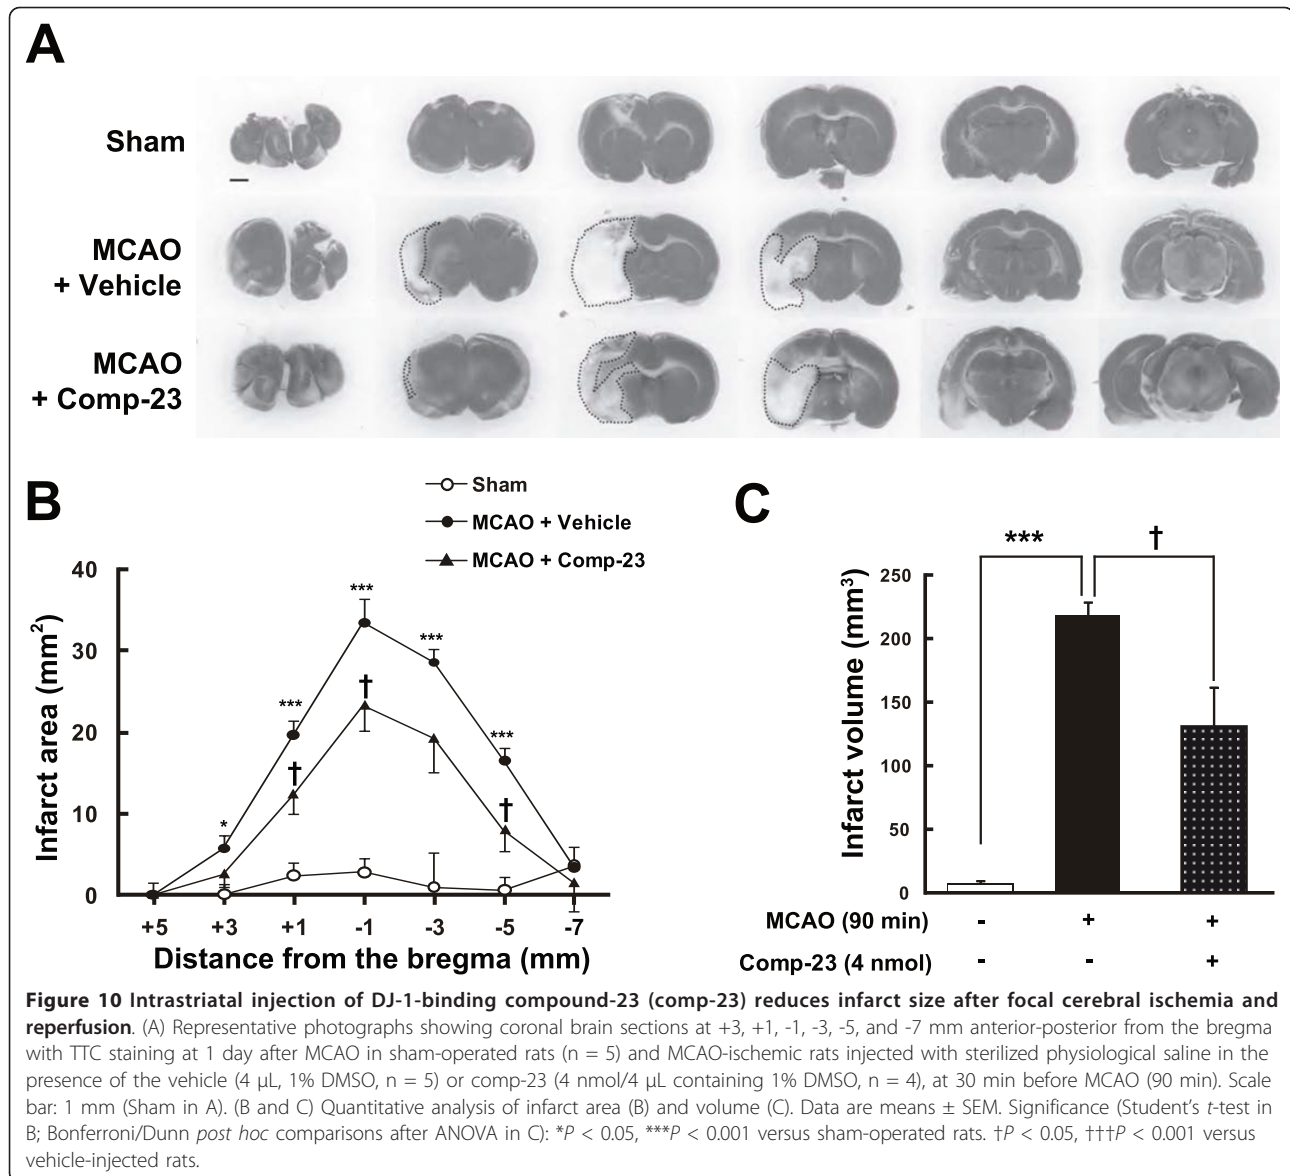 A
Sham
MCAO
+ Vehicle
MCAO
+ Comp-23
B
Sham
MCAO + Vehicle
MCAO + Comp-23
Infarct area (mm²)
40
30
20
10
0
*
***
***
***
***
†
†
†
+5 +3 +1 -1 -3 -5 -7
Distance from the bregma (mm)
C
*** †
Infarct volume (mm³)
250
200
150
100
50
0
MCAO (90 min) - + +
Comp-23 (4 nmol) - - +
Figure 10 Intrastriatal injection of DJ-1-binding compound-23 (comp-23) reduces infarct size after focal cerebral ischemia and
reperfusion. (A) Representative photographs showing coronal brain sections at +3, +1, -1, -3, -5, and -7 mm anterior-posterior from the bregma
with TTC staining at 1 day after MCAO in sham-operated rats (n = 5) and MCAO-ischemic rats injected with sterilized physiological saline in the
presence of the vehicle (4 μL, 1% DMSO, n = 5) or comp-23 (4 nmol/4 μL containing 1% DMSO, n = 4), at 30 min before MCAO (90 min). Scale
bar: 1 mm (Sham in A). (B and C) Quantitative analysis of infarct area (B) and volume (C). Data are means ± SEM. Significance (Student's t-test in
B; Bonferroni/Dunn post hoc comparisons after ANOVA in C): *P < 0.05, ***P < 0.001 versus sham-operated rats. †P < 0.05, †††P < 0.001 versus
vehicle-injected rats.